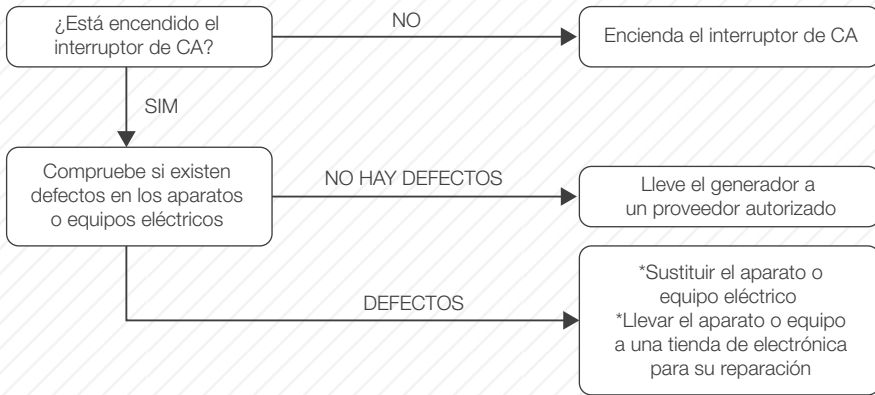 ¿Está encendido el
interruptor de CA?
NO
Encienda el interruptor de CA
SIM
Compruebe si existen
defectos en los aparatos
o equipos eléctricos
NO HAY DEFECTOS
Lleve el generador a
un proveedor autorizado
DEFECTOS
*Sustituir el aparato o
equipo eléctrico
*Llevar el aparato o equipo
a una tienda de electrónica
para su reparación